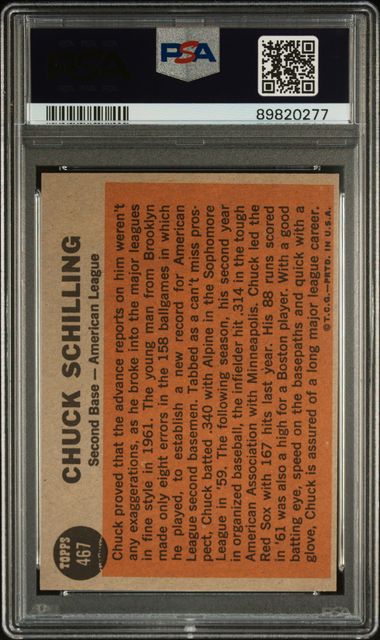 PSA
PSA
89820277
TOPPS
467
CHUCK SCHILLING
Second Base — American League
Chuck proved that the advance reports on him weren't
any exaggerations, as he broke into the major leagues
in fine style in 1961. The young man from Brooklyn
made only eight errors in the 158 ballgames in which
he played, to establish a new record for American
League second basemen. Tabbed as a can't miss pros-
pect, Chuck batted .340 with Alpine in the Sophomore
League in '59. The following season, his second year
in organized baseball, the infielder hit .314 in the tough
American Association with Minneapolis. Chuck led the
Red Sox with 167 hits last year. His 88 runs scored
in '61 was also a high for a Boston player. With a good
batting eye, speed on the basepaths and quick with a
glove, Chuck is assured of a long major league career.
© T.C.G.—PRTD. IN U.S.A.